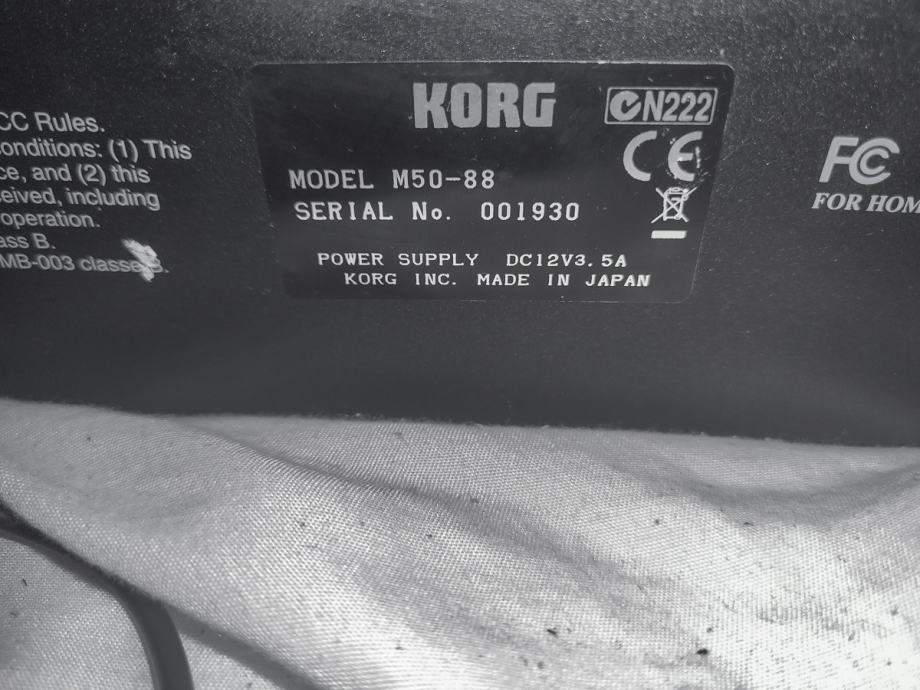 CC Rules.
onditions: (1) This
ce, and (2) this
eived, including
operation.
ass B.
MB-003 classe B.
KORG
N222
CE
MODEL M50-88
SERIAL No. 001930
POWER SUPPLY DC12V3.5A
KORG INC. MADE IN JAPAN
FC
FOR HOM